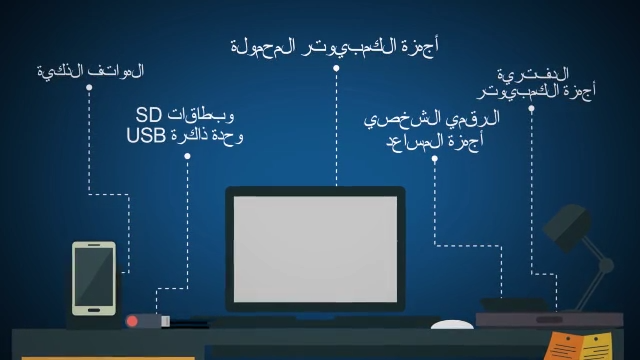 أجهزة الكمبيوتر المحمولة
الدفترية
أجهزة الكمبيوتر
الهواتف الذكية
الرقمي الشخصي
أجهزة المساعد
وبطاقات SD
وحدة ذاكرة USB